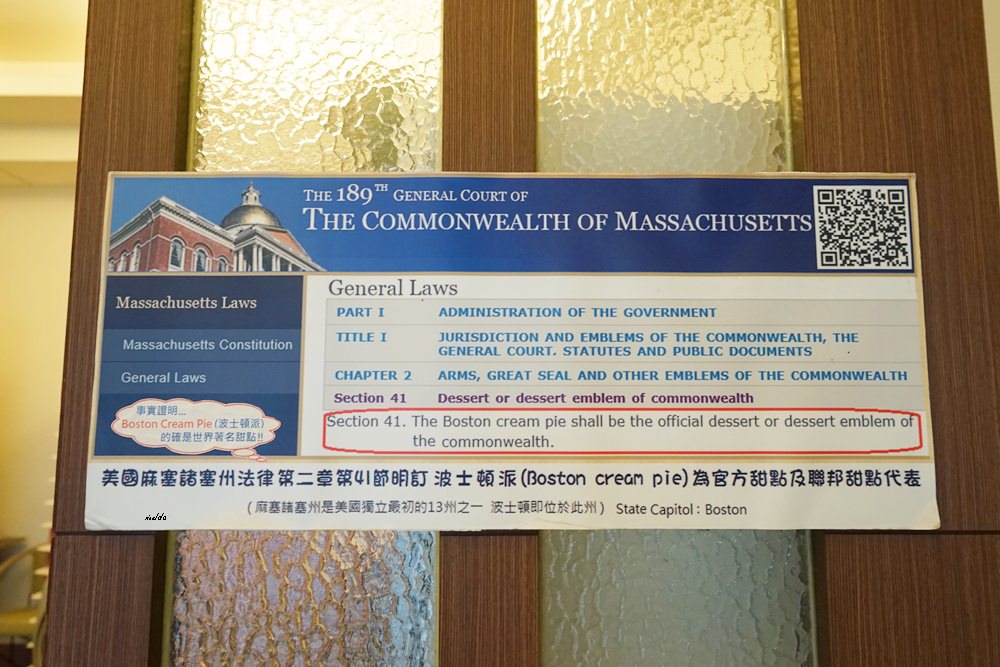 THE 189TH GENERAL COURT OF
THE COMMONWEALTH OF MASSACHUSETTS
Massachusetts Laws
Massachusetts Constitution
General Laws
事實證明...
Boston Cream Pie (波士頓派)
的確是世界著名甜點!!
General Laws
PART I ADMINISTRATION OF THE GOVERNMENT
TITLE I JURISDICTION AND EMBLEMS OF THE COMMONWEALTH, THE
GENERAL COURT. STATUTES AND PUBLIC DOCUMENTS
CHAPTER 2 ARMS, GREAT SEAL AND OTHER EMBLEMS OF THE COMMONWEALTH
Section 41 Dessert or dessert emblem of commonwealth
Section 41. The Boston cream pie shall be the official dessert or dessert emblem of
the commonwealth.
美國麻塞諸塞州法律第二章第41節明訂 波士頓派(Boston cream pie)為官方甜點及聯邦甜點代表
(麻塞諸塞州是美國獨立最初的13州之一 波士頓即位於此州) State Capitol : Boston